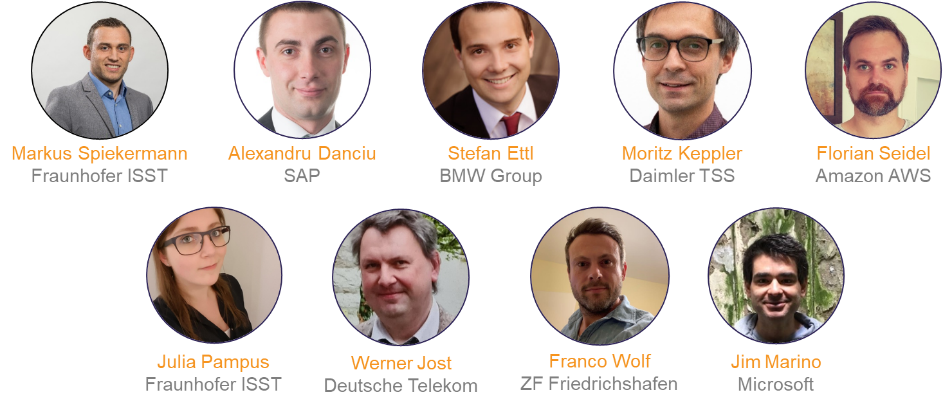 Markus Spiekermann
Fraunhofer ISST
Alexandru Danciu
SAP
Stefan Ettl
BMW Group
Moritz Keppler
Daimler TSS
Florian Seidel
Amazon AWS
Julia Pampus
Fraunhofer ISST
Werner Jost
Deutsche Telekom
Franco Wolf
ZF Friedrichshafen
Jim Marino
Microsoft